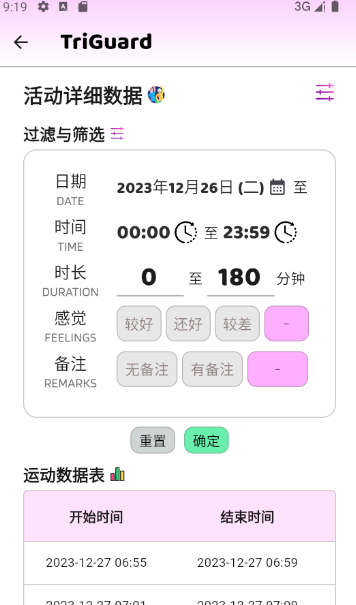 9:19 3G
TriGuard
活动详细数据
过滤与筛选
日期 2023年12月26日 (二) 至
DATE
时间 00:00 至 23:59
TIME
时长 0 至 180 分钟
DURATION
感觉 较好 还好 较差 -
FEELINGS
备注 无备注 有备注 -
REMARKS
重置 确定
运动数据表
开始时间 结束时间
2023-12-27 06:55 2023-12-27 06:59